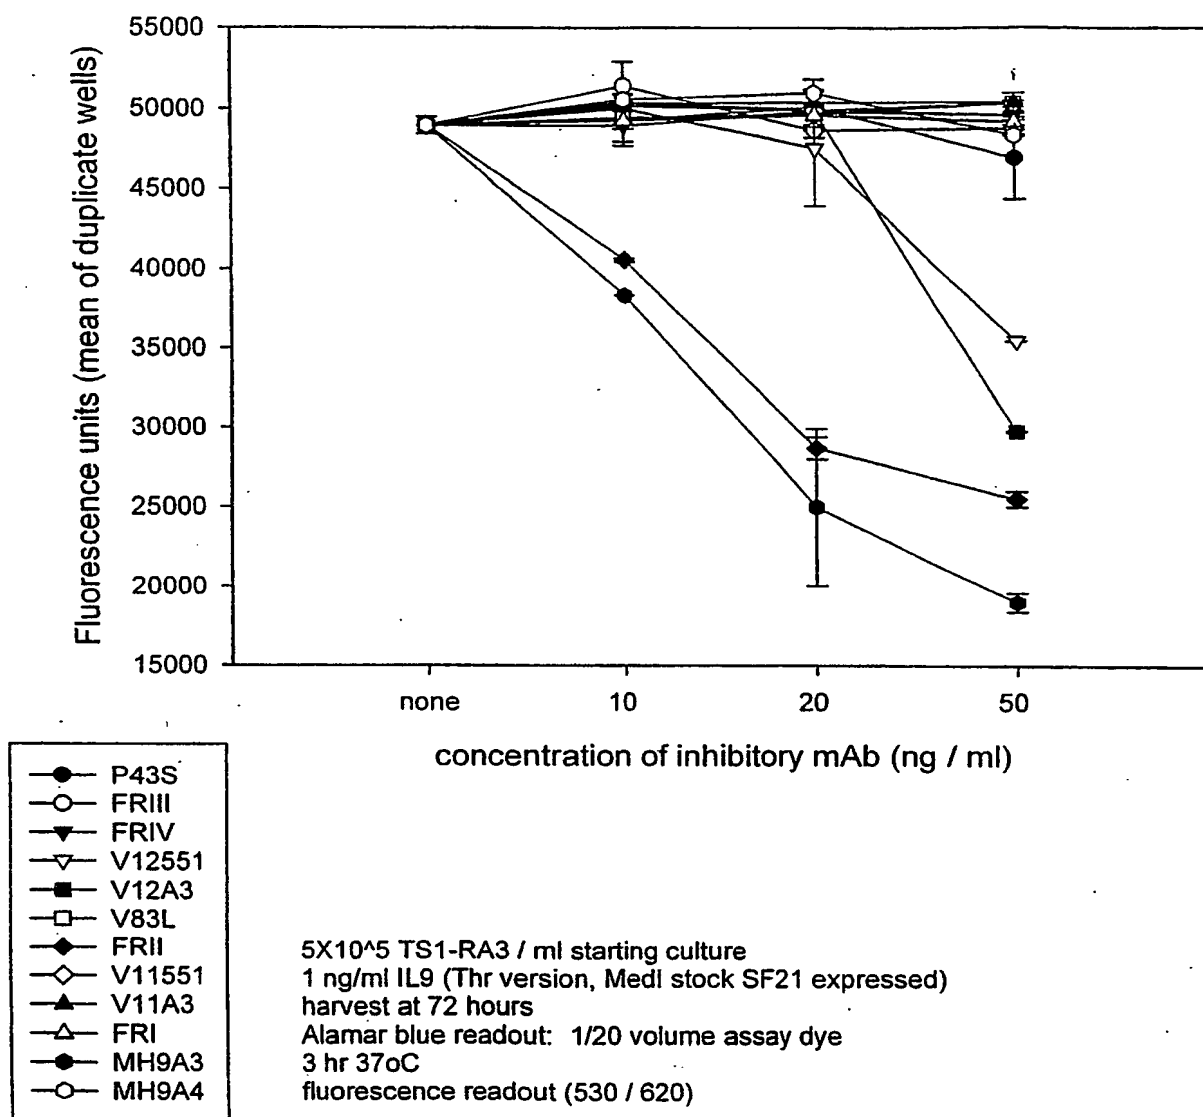 Fluorescence units (mean of duplicate wells)
55000
50000
45000
40000
35000
30000
25000
20000
15000
none 10 20 50
concentration of inhibitory mAb (ng / ml)
P43S
FRIII
FRIV
V12551
V12A3
V83L
FRII
V11551
V11A3
FRI
MH9A3
MH9A4
5X10^5 TS1-RA3 / ml starting culture
1 ng/ml IL9 (Thr version, MedI stock SF21 expressed)
harvest at 72 hours
Alamar blue readout: 1/20 volume assay dye
3 hr 37oC
fluorescence readout (530 / 620)